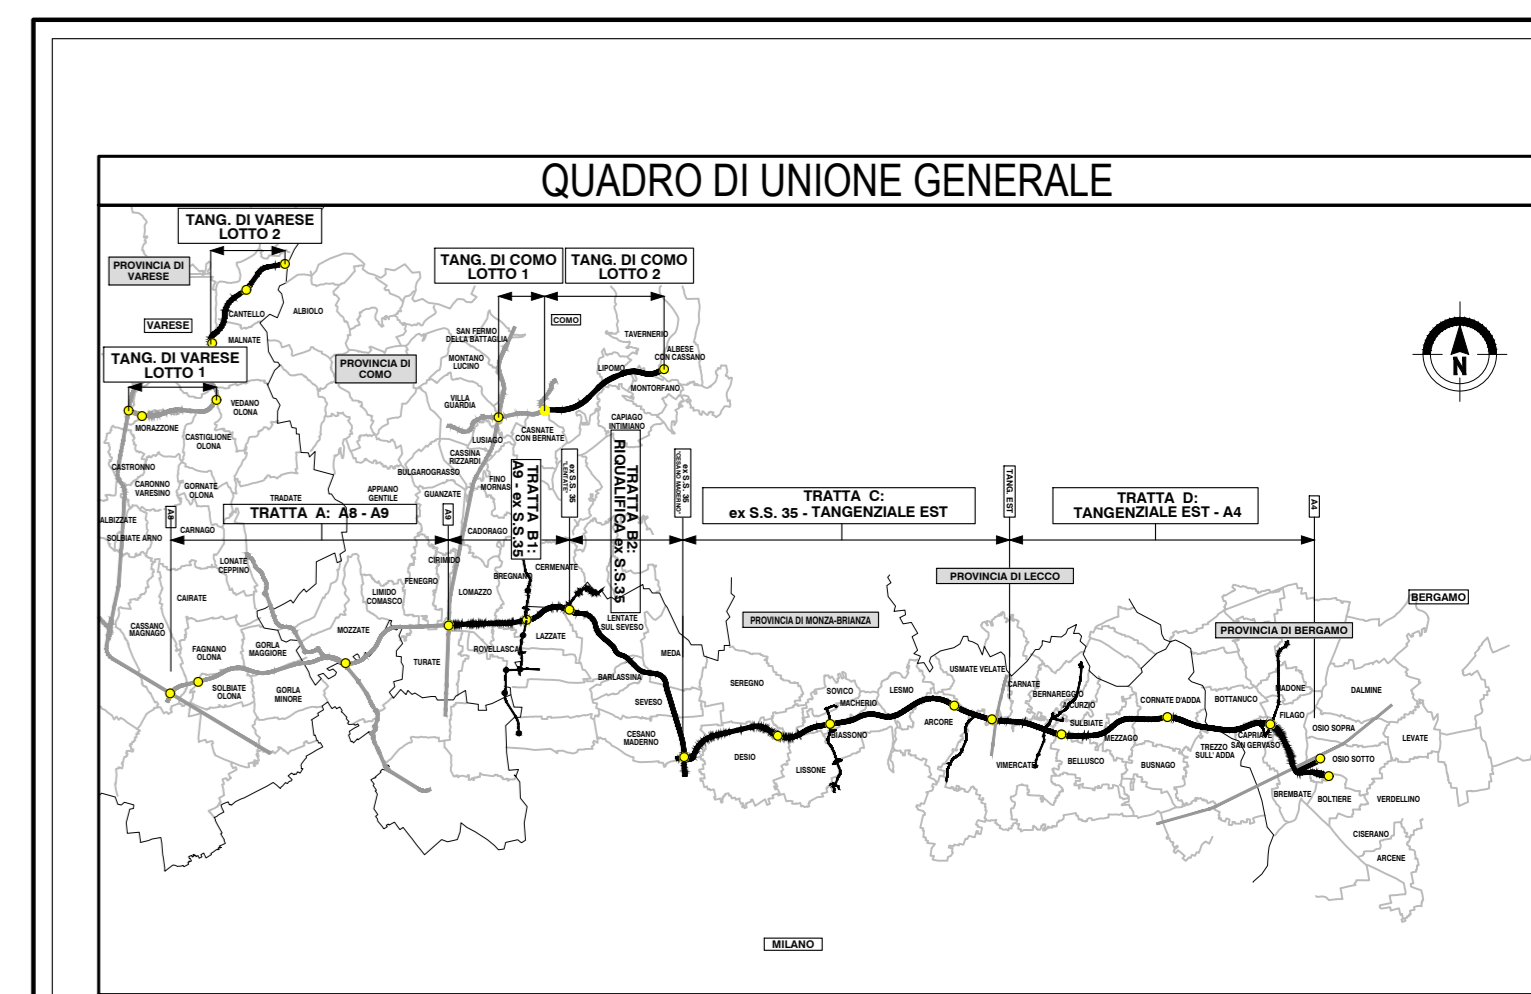 QUADRO DI UNIONE GENERALE
TANG. DI VARESE
LOTTO 2
PROVINCIA DI
VARESE
VARESE
CANTELLO
ALBIOLO
MALNATE
TANG. DI VARESE
LOTTO 1
PROVINCIA DI
COMO
TANG. DI COMO
LOTTO 1
TANG. DI COMO
LOTTO 2
COMO
SAN FERMO
DELLA BATTAGLIA
TAVERNERIO
ALBESE
CON CASSANO
MONTANO
LUCINO
LIPOMO
MONTORFANO
VILLA
GUARDIA
VEDANO
OLONA
MORAZZONE
CASTIGLIONE
OLONA
LUSIAGO
CASNATE
CON BERNATE
CAPIAGO
INTIMIANO
CASSINA
RIZZARDI
BULGAROGRASSO
FINO
MORNAS
CASTRONNO
CARONNO
VARESINO
GORNATE
OLONA
TRADATE
APPIANO
GENTILE
GUANZATE
ALBIZZATE
SOLBIATE ARNO
CARNAGO
A8
TRATTA A: A8 - A9
A9
CADORAGO
TRATTA B1:
A9 - ex S.S.35
ex S.S. 35
"LENTATE"
TRATTA B2:
RIQUALIFICA ex S.S.35
ex S.S. 35
"CESANO MADERNO"
TRATTA C:
ex S.S. 35 - TANGENZIALE EST
TANG. EST
TRATTA D:
TANGENZIALE EST - A4
A4
LONATE
CEPPINO
CIRIMIDO
FENEGRO
BREGNANO
CERMENATE
CAIRATE
LIMIDO
COMASCO
LOMAZZO
CASSANO
MAGNAGO
MOZZATE
LAZZATE
LENTATE
SUL SEVESO
FAGNANO
OLONA
GORLA
MAGGIORE
TURATE
ROVELLASCA
MEDA
SOLBIATE
OLONA
GORLA
MINORE
BARLASSINA
SEVESO
CESANO
MADERNO
PROVINCIA DI MONZA-BRIANZA
PROVINCIA DI LECCO
PROVINCIA DI BERGAMO
BERGAMO
SEREGNO
SOVICO
MACHERIO
LESMO
USMATE VELATE
CARNATE
BERNAREGGIO
AICURZIO
SULBIATE
CORNATE D'ADDA
BOTTANUCO
MADONE
DALMINE
DESIO
LISSONE
BIASSONO
ARCORE
VIMERCATE
MEZZAGO
BELLUSCO
BUSNAGO
TREZZO
SULL' ADDA
CAPRIATE
SAN GERVASO
FILAGO
OSIO SOPRA
LEVATE
OSIO SOTTO
BREMBATE
BOLTIERE
VERDELLINO
CISERANO
ARCENE
MILANO
N